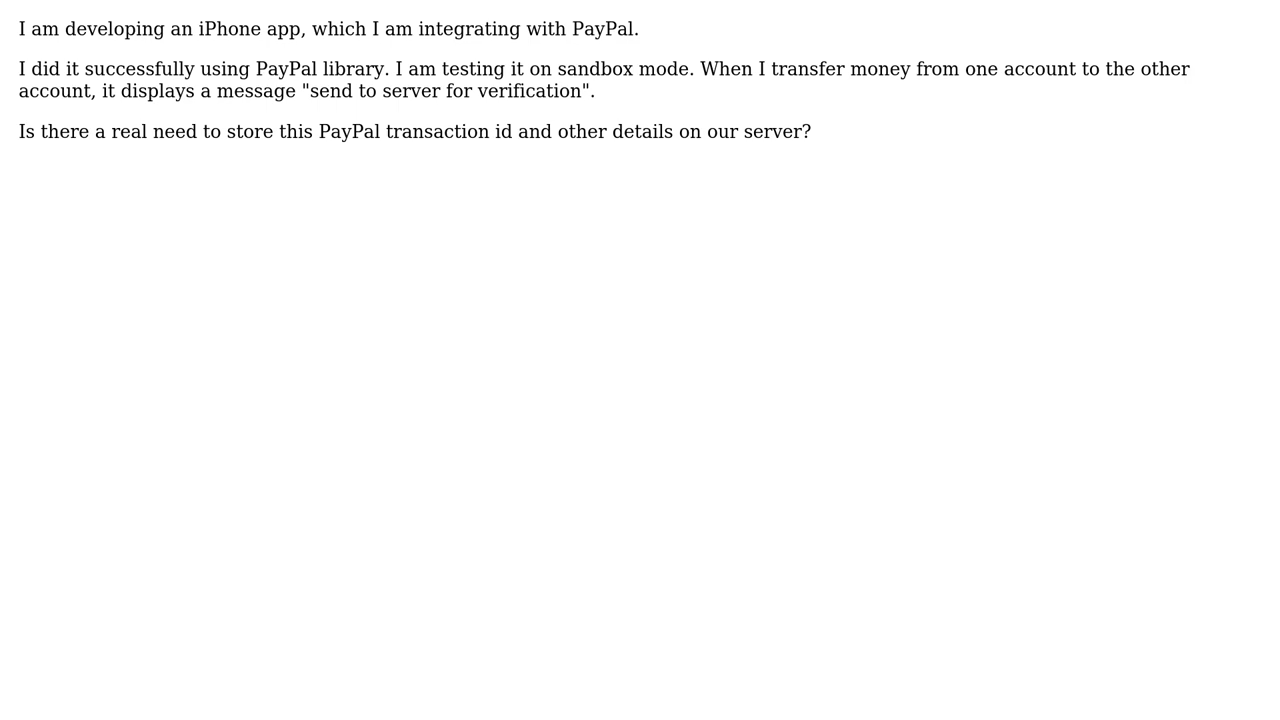 I am developing an iPhone app, which I am integrating with PayPal.
I did it successfully using PayPal library. I am testing it on sandbox mode. When I transfer money from one account to the other
account, it displays a message "send to server for verification".
Is there a real need to store this PayPal transaction id and other details on our server?